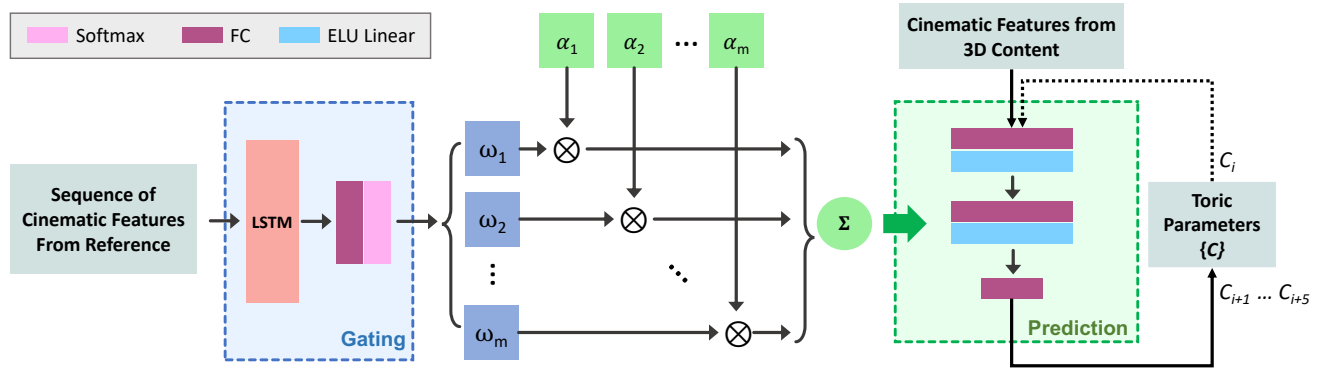 Softmax
FC
ELU Linear
α1
α2
...
αm
Cinematic Features from
3D Content
Sequence of
Cinematic Features
From Reference
LSTM
Gating
ω1
ω2
ωm
Σ
Prediction
Ci
Toric
Parameters
{C}
Ci+1 ... Ci+5